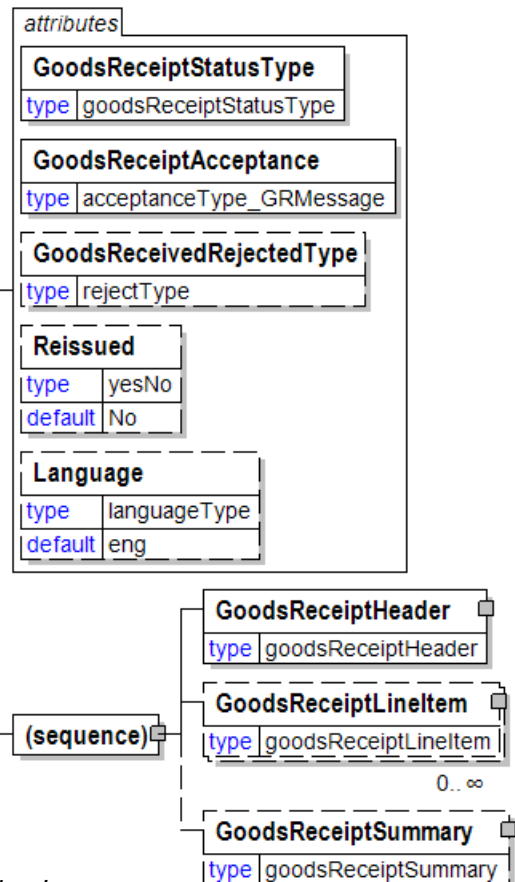 attributes
GoodsReceiptStatusType
type goodsReceiptStatusType
GoodsReceiptAcceptance
type acceptanceType_GRMessage
GoodsReceivedRejectedType
type rejectType
Reissued
type yesNo
default No
Language
type languageType
default eng
GoodsReceiptHeader
type goodsReceiptHeader
(sequence)
GoodsReceiptLineItem
type goodsReceiptLineItem
0..∞
GoodsReceiptSummary
type goodsReceiptSummary